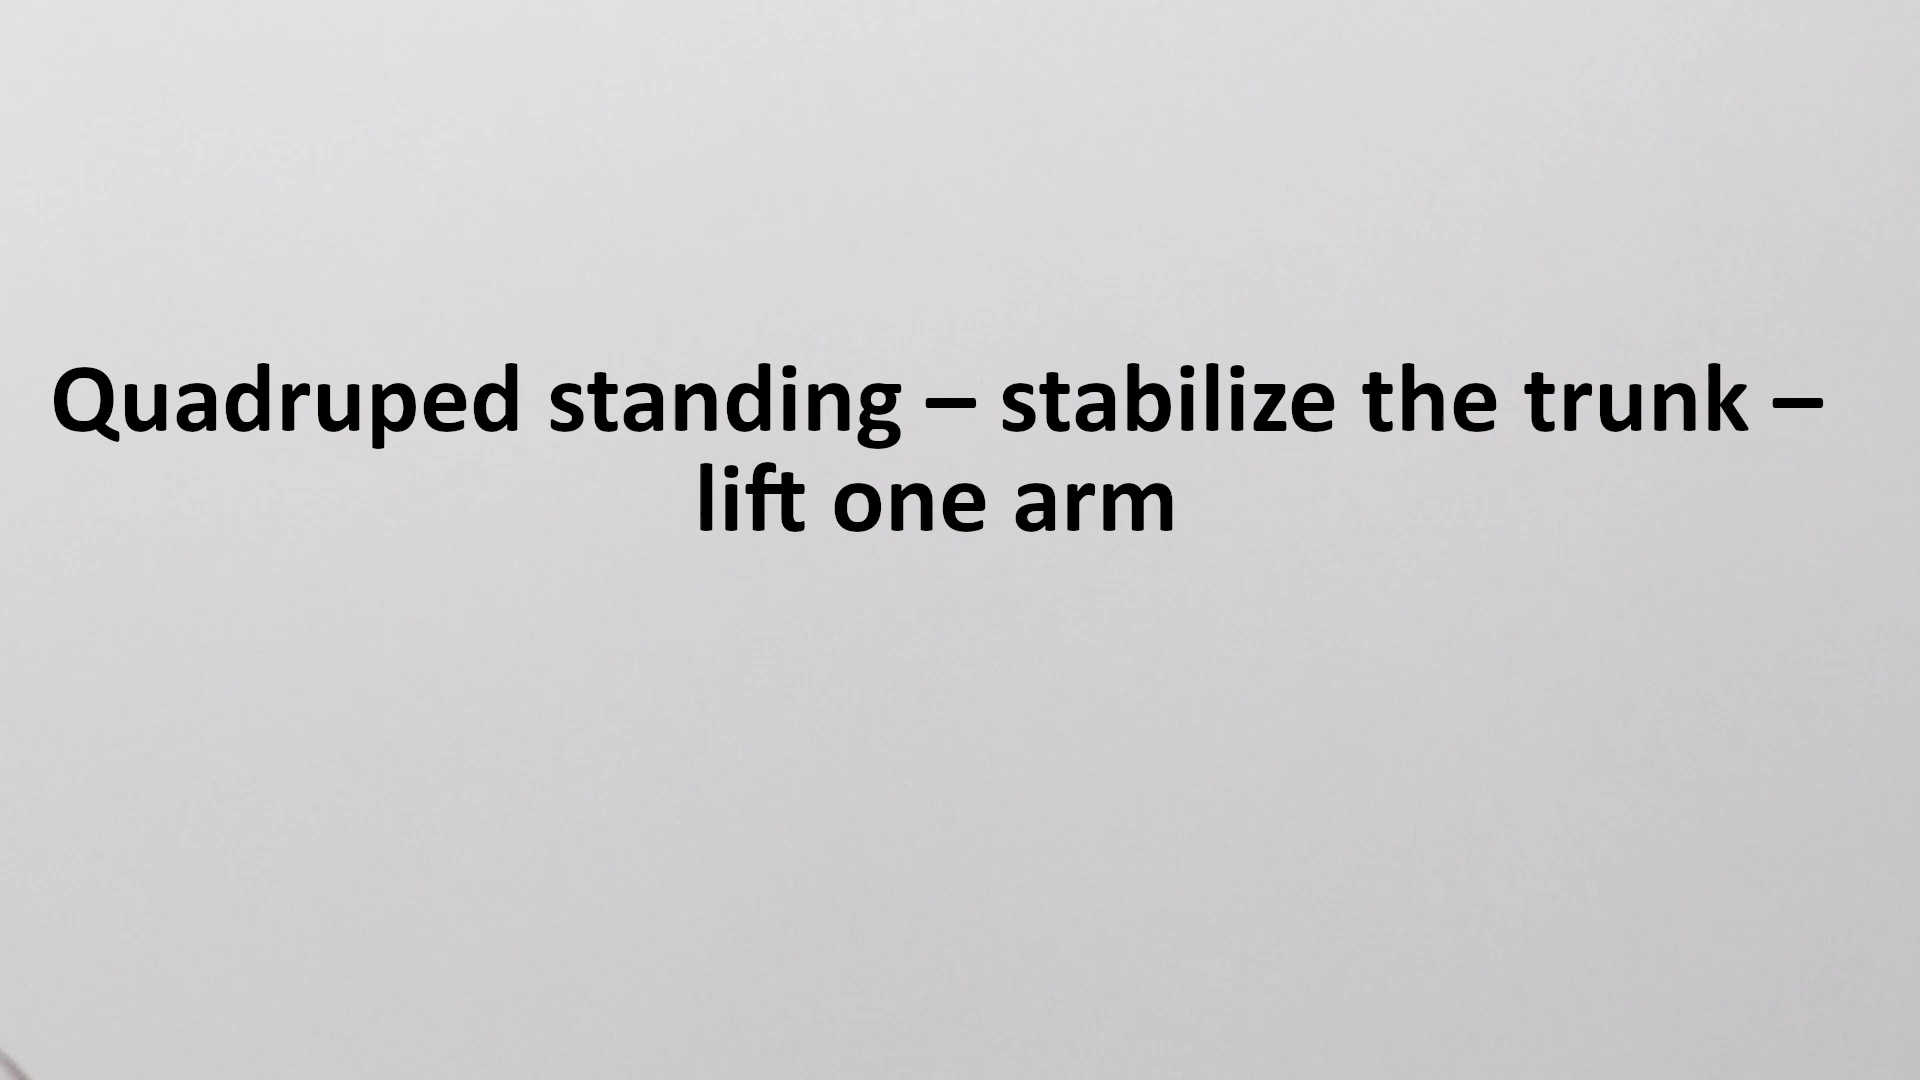 Quadruped standing – stabilize the trunk –
lift one arm